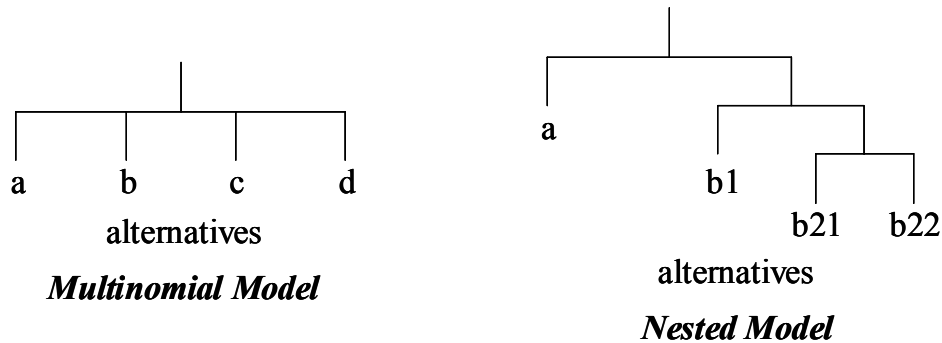 a b c d
alternatives
Multinomial Model
a
b1
b21 b22
alternatives
Nested Model